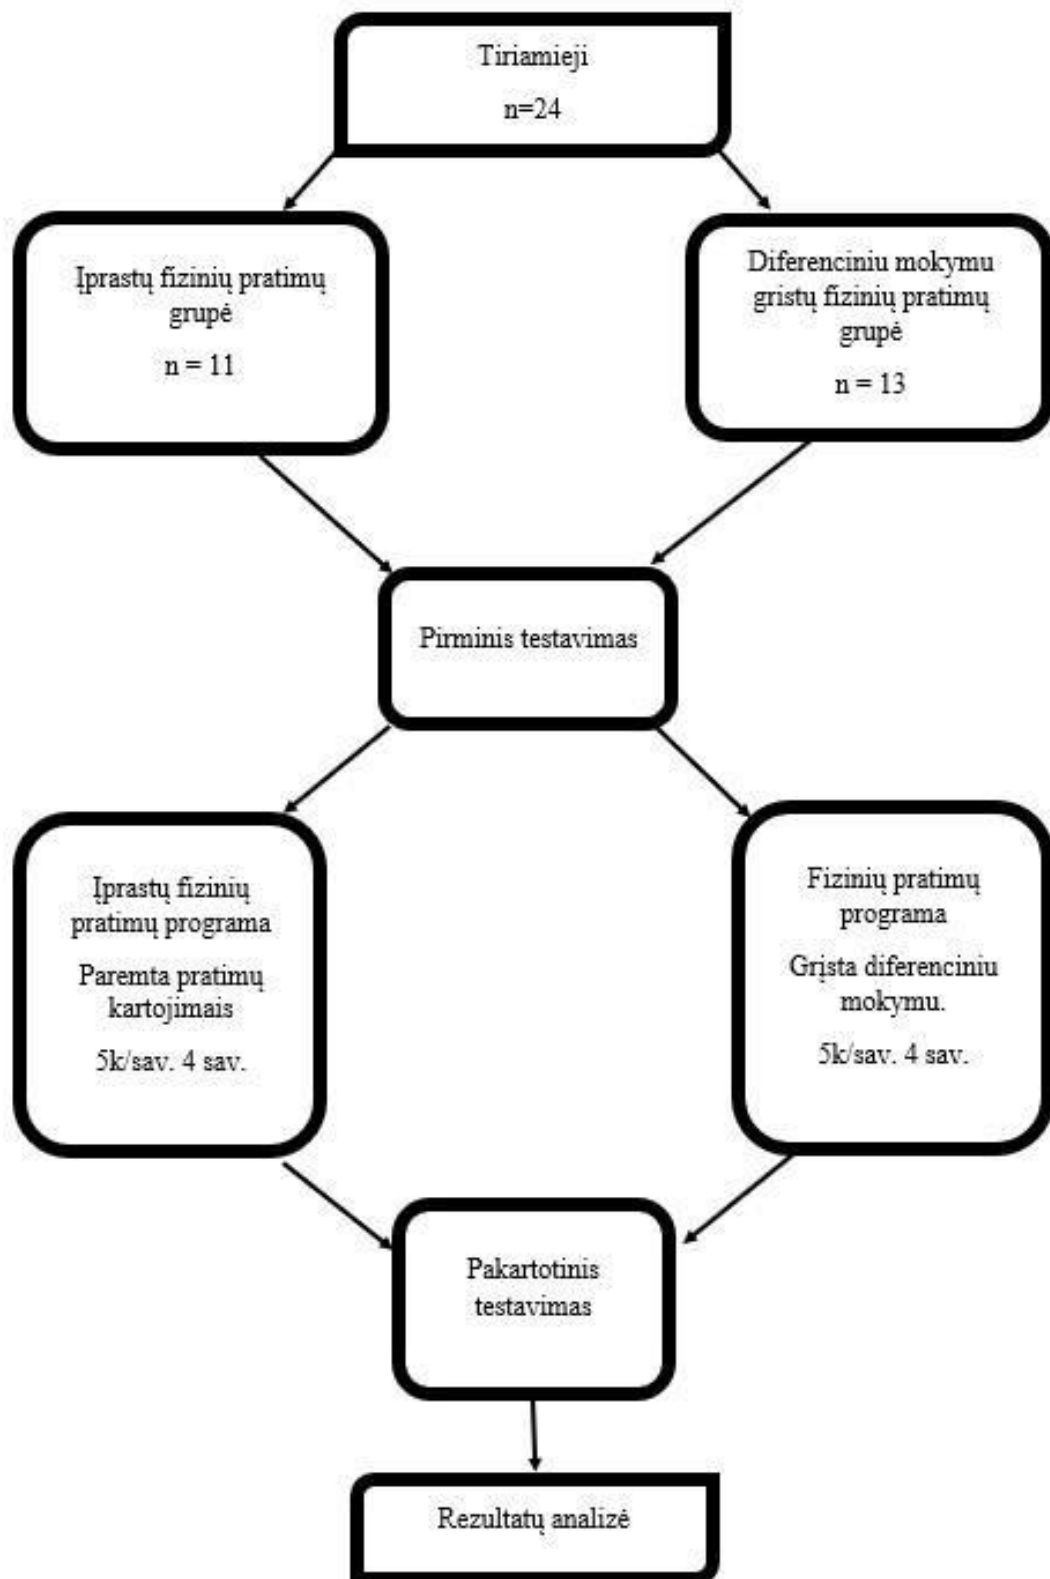 Tiriamieji
n=24
Įprastų fizinių pratimų
grupė
n = 11
Diferenciniu mokymu
gristų fizinių pratimų
grupė
n = 13
Pirminis testavimas
Įprastų fizinių
pratimų programa
Paremta pratimų
kartojimais
5k/sav. 4 sav.
Fizinių pratimų
programa
Grįsta diferenciniu
mokymu.
5k/sav. 4 sav.
Pakartotinis
testavimas
Rezultatų analizė